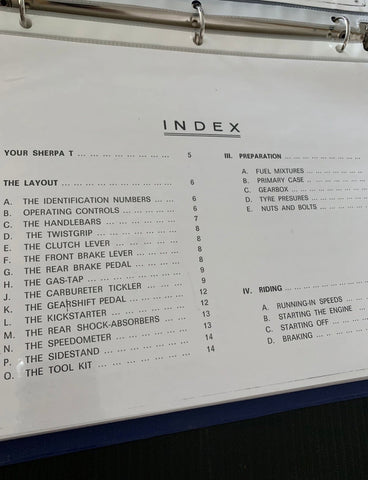 INDEX
YOUR SHERPA T ... ... ... ... ... ... ... ... 5
THE LAYOUT ... ... ... ... ... ... ... ... ... 6
A. THE IDENTIFICATION NUMBERS ... 6
B. OPERATING CONTROLS ... ... ... ... 6
C. THE HANDLEBARS ... ... ... ... ... 7
D. THE TWISTGRIP ... ... ... ... ... ... 8
E. THE CLUTCH LEVER ... ... ... ... ... 8
F. THE FRONT BRAKE LEVER ... ... ... 8
G. THE REAR BRAKE PEDAL ... ... ... 8
H. THE GAS-TAP ... ... ... ... ... ... 9
J. THE CARBURETER TICKLER ... ... ... 9
K. THE GEARSHIFT PEDAL ... ... ... ... 12
L. THE KICKSTARTER ... ... ... ... ... 12
M. THE REAR SHOCK-ABSORBERS ... ... 13
N. THE SPEEDOMETER ... ... ... ... ... 13
P. THE SIDESTAND ... ... ... ... ... ... 14
O. THE TOOL KIT ... ... ... ... ... ... 14
III. PREPARATION ... ... ... ... ... ... ...
A. FUEL MIXTURES ... ... ... ... ...
B. PRIMARY CASE ... ... ... ... ...
C. GEARBOX ... ... ... ... ... ...
D. TYRE PRESURES ... ... ... ... ...
E. NUTS AND BOLTS ... ... ... ...
IV. RIDING ... ... ... ... ... ... ... ...
A. RUNNING-IN SPEEDS ... ... ...
B. STARTING THE ENGINE ... ... ...
C. STARTING OFF ... ... ... ... ...
D. BRAKING ... ... ... ... ... ...